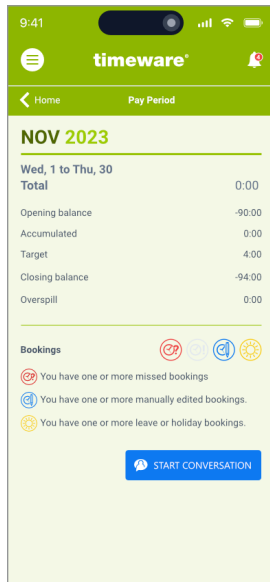 9:41
timeware®
4
Home
Pay Period
NOV 2023
Wed, 1 to Thu, 30
Total 0:00
Opening balance -90:00
Accumulated 0:00
Target 4:00
Closing balance -94:00
Overspill 0:00
Bookings
You have one or more missed bookings
You have one or more manually edited bookings.
You have one or more leave or holiday bookings.
START CONVERSATION